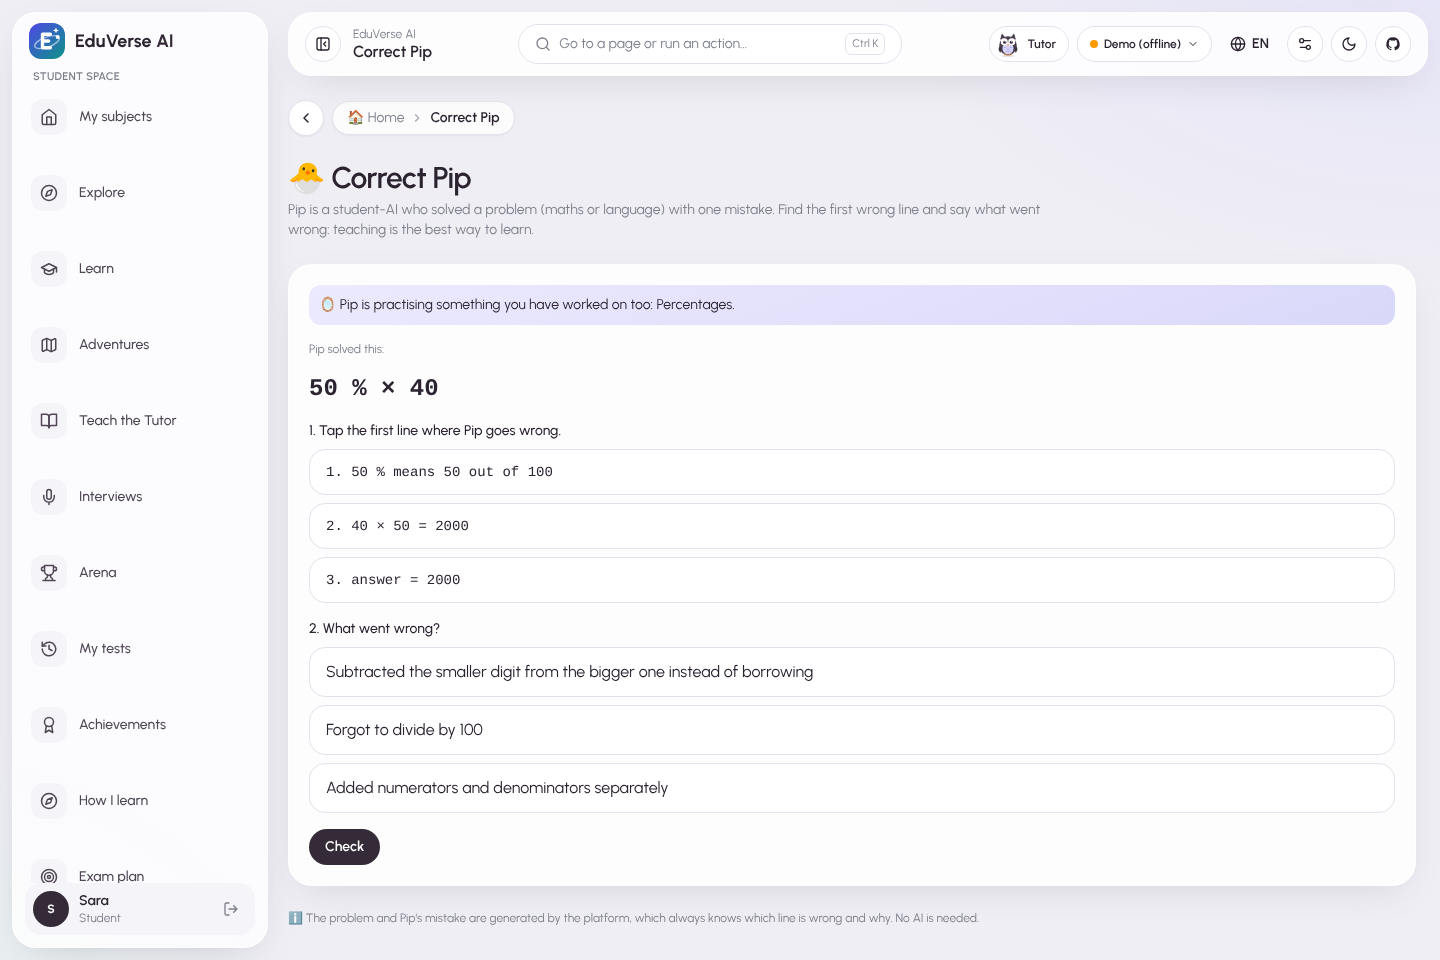 EduVerse AI
STUDENT SPACE
My subjects
Explore
Learn
Adventures
Teach the Tutor
Interviews
Arena
My tests
Achievements
How I learn
Exam plan
S
Sara
Student
EduVerse AI
Correct Pip
Go to a page or run an action...
Ctrl K
Tutor
Demo (offline)
EN
Home
Correct Pip
Correct Pip
Pip is a student-AI who solved a problem (maths or language) with one mistake. Find the first wrong line and say what went
wrong: teaching is the best way to learn.
Pip is practising something you have worked on too: Percentages.
Pip solved this:
50 % × 40
1. Tap the first line where Pip goes wrong.
1. 50 % means 50 out of 100
2. 40 × 50 = 2000
3. answer = 2000
2. What went wrong?
Subtracted the smaller digit from the bigger one instead of borrowing
Forgot to divide by 100
Added numerators and denominators separately
Check
The problem and Pip's mistake are generated by the platform, which always knows which line is wrong and why. No AI is needed.